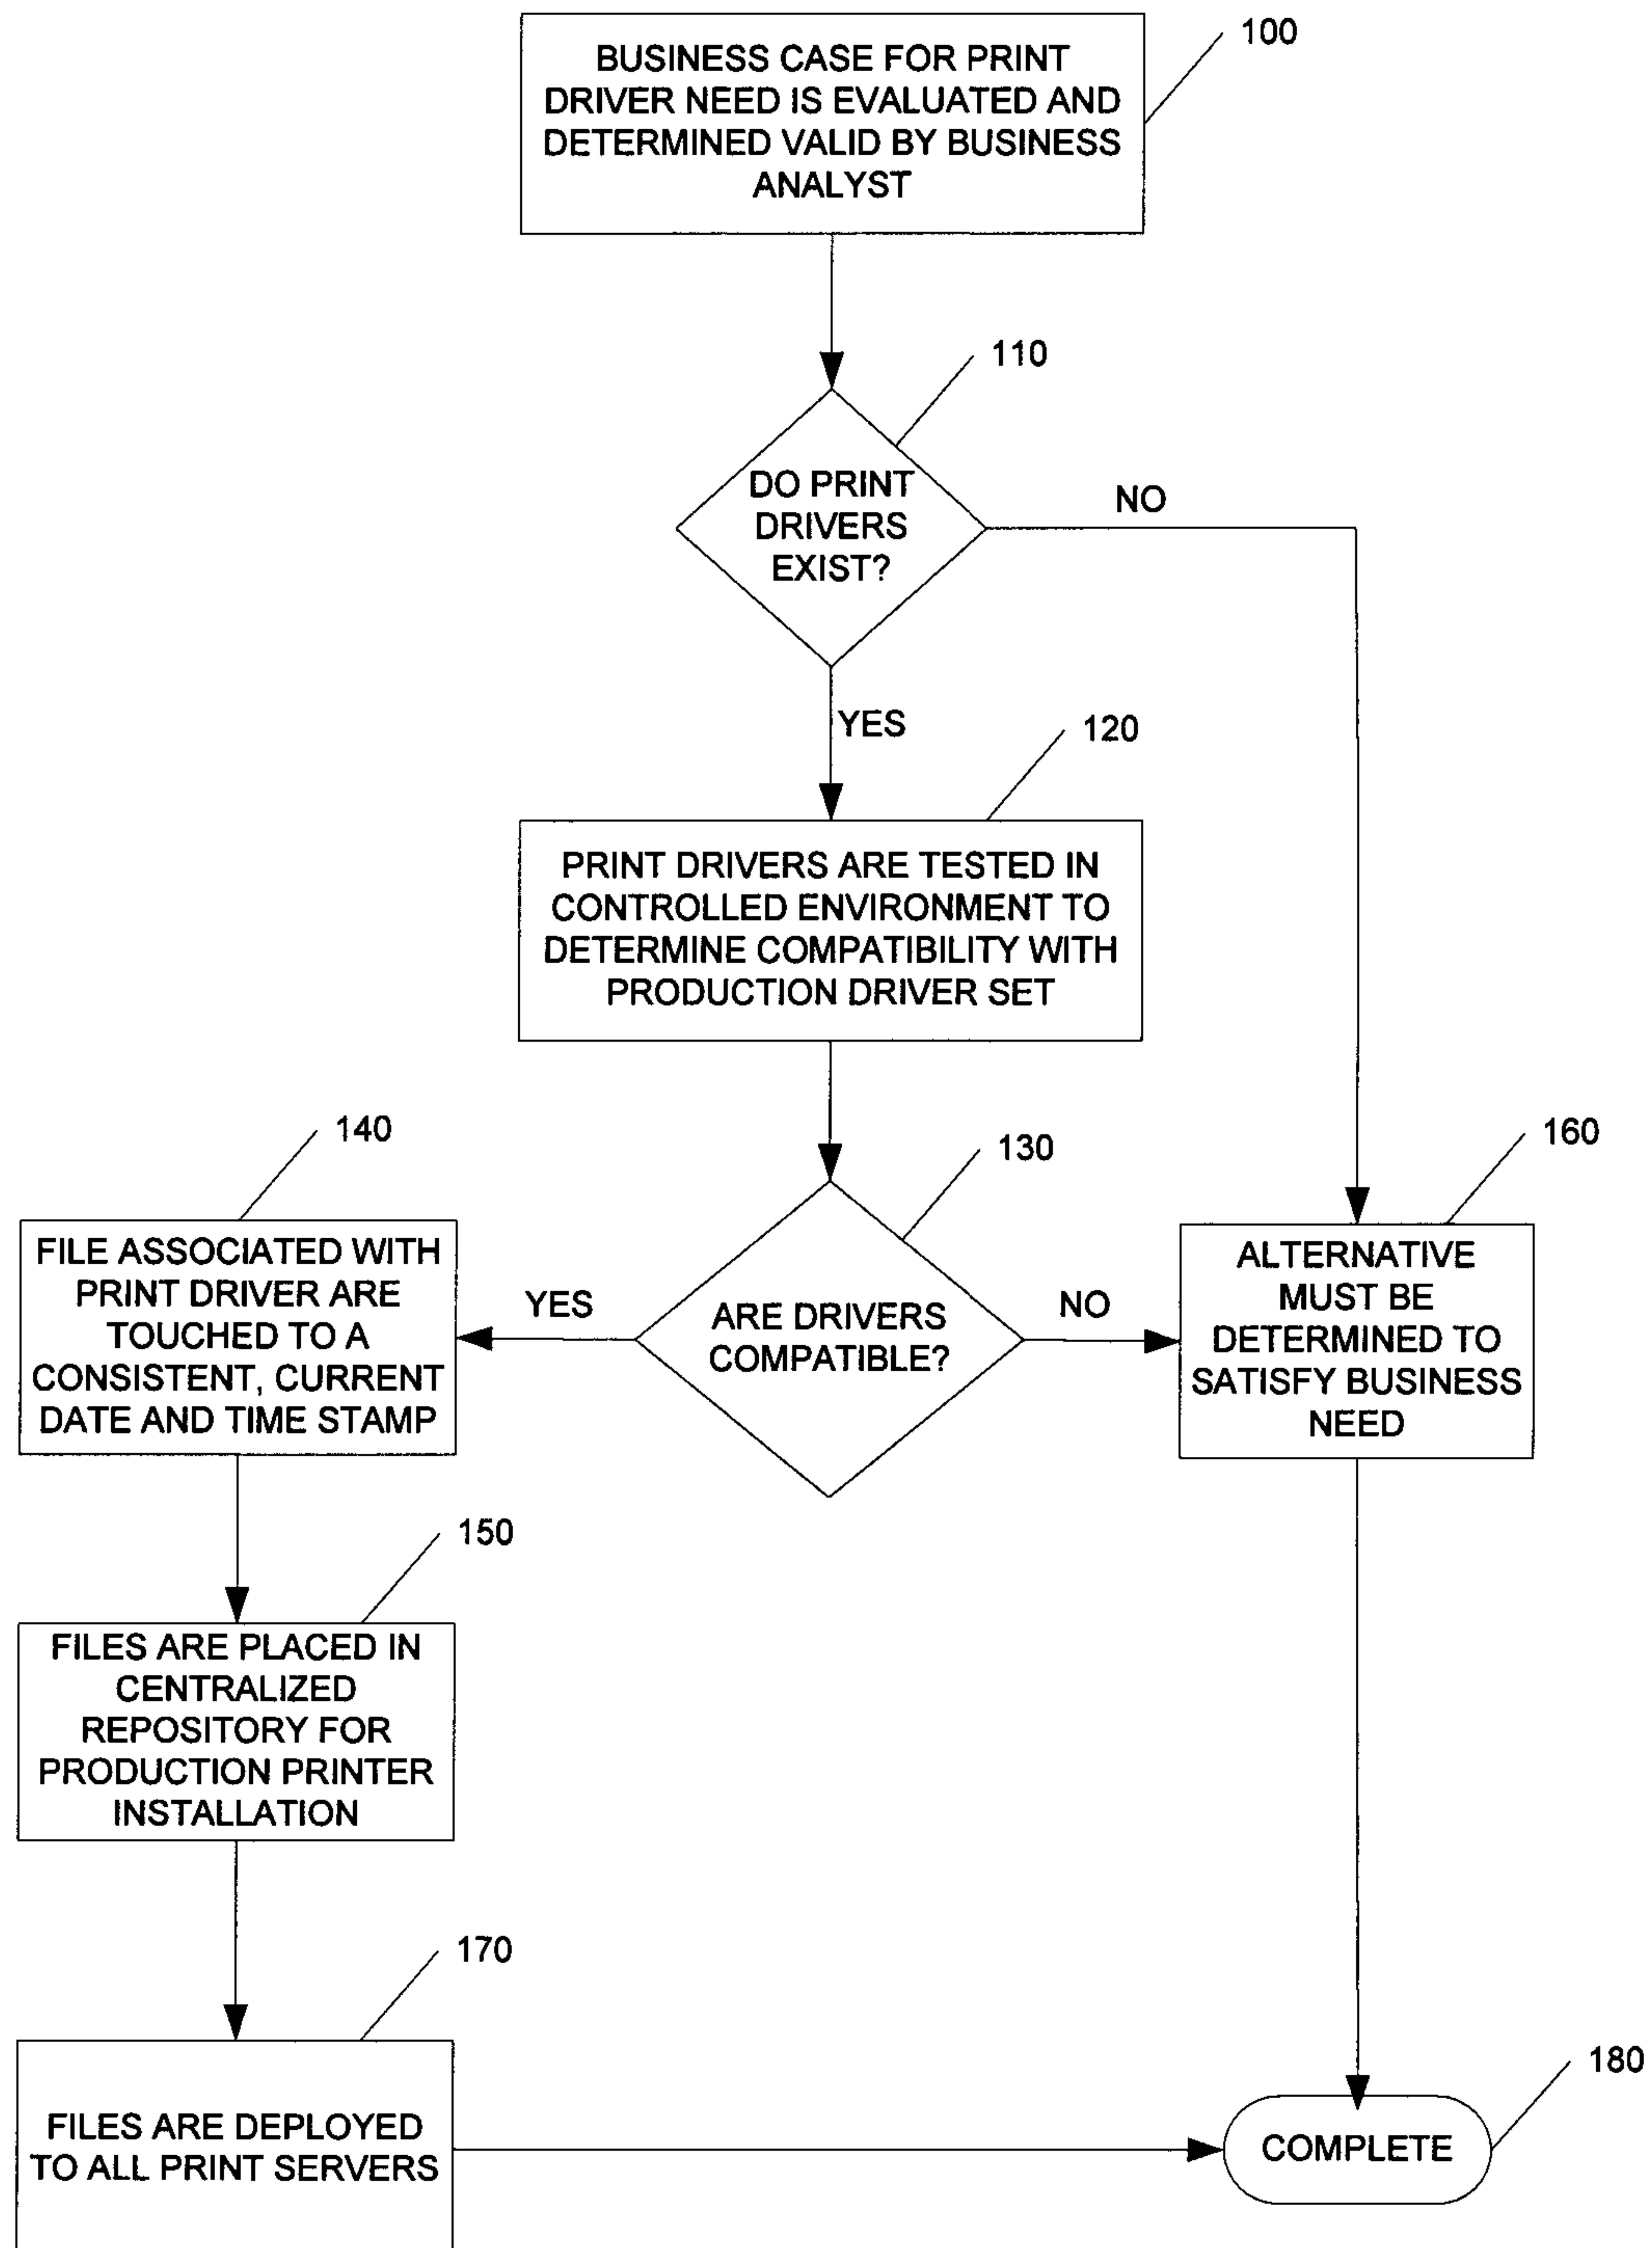 100
BUSINESS CASE FOR PRINT
DRIVER NEED IS EVALUATED AND
DETERMINED VALID BY BUSINESS
ANALYST
110
DO PRINT
DRIVERS
EXIST?
NO
YES
120
PRINT DRIVERS ARE TESTED IN
CONTROLLED ENVIRONMENT TO
DETERMINE COMPATIBILITY WITH
PRODUCTION DRIVER SET
140
130
160
FILE ASSOCIATED WITH
PRINT DRIVER ARE
TOUCHED TO A
CONSISTENT, CURRENT
DATE AND TIME STAMP
YES
ARE DRIVERS
COMPATIBLE?
NO
ALTERNATIVE
MUST BE
DETERMINED TO
SATISFY BUSINESS
NEED
150
FILES ARE PLACED IN
CENTRALIZED
REPOSITORY FOR
PRODUCTION PRINTER
INSTALLATION
170
FILES ARE DEPLOYED
TO ALL PRINT SERVERS
180
COMPLETE